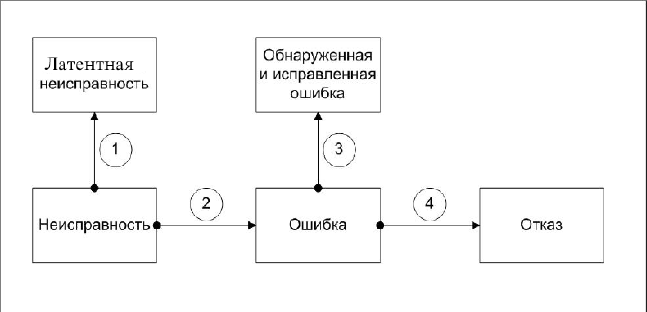 Латентная
неисправность
Обнаруженная
и исправленная
ошибка
1
3
Неисправность
2
Ошибка
4
Отказ